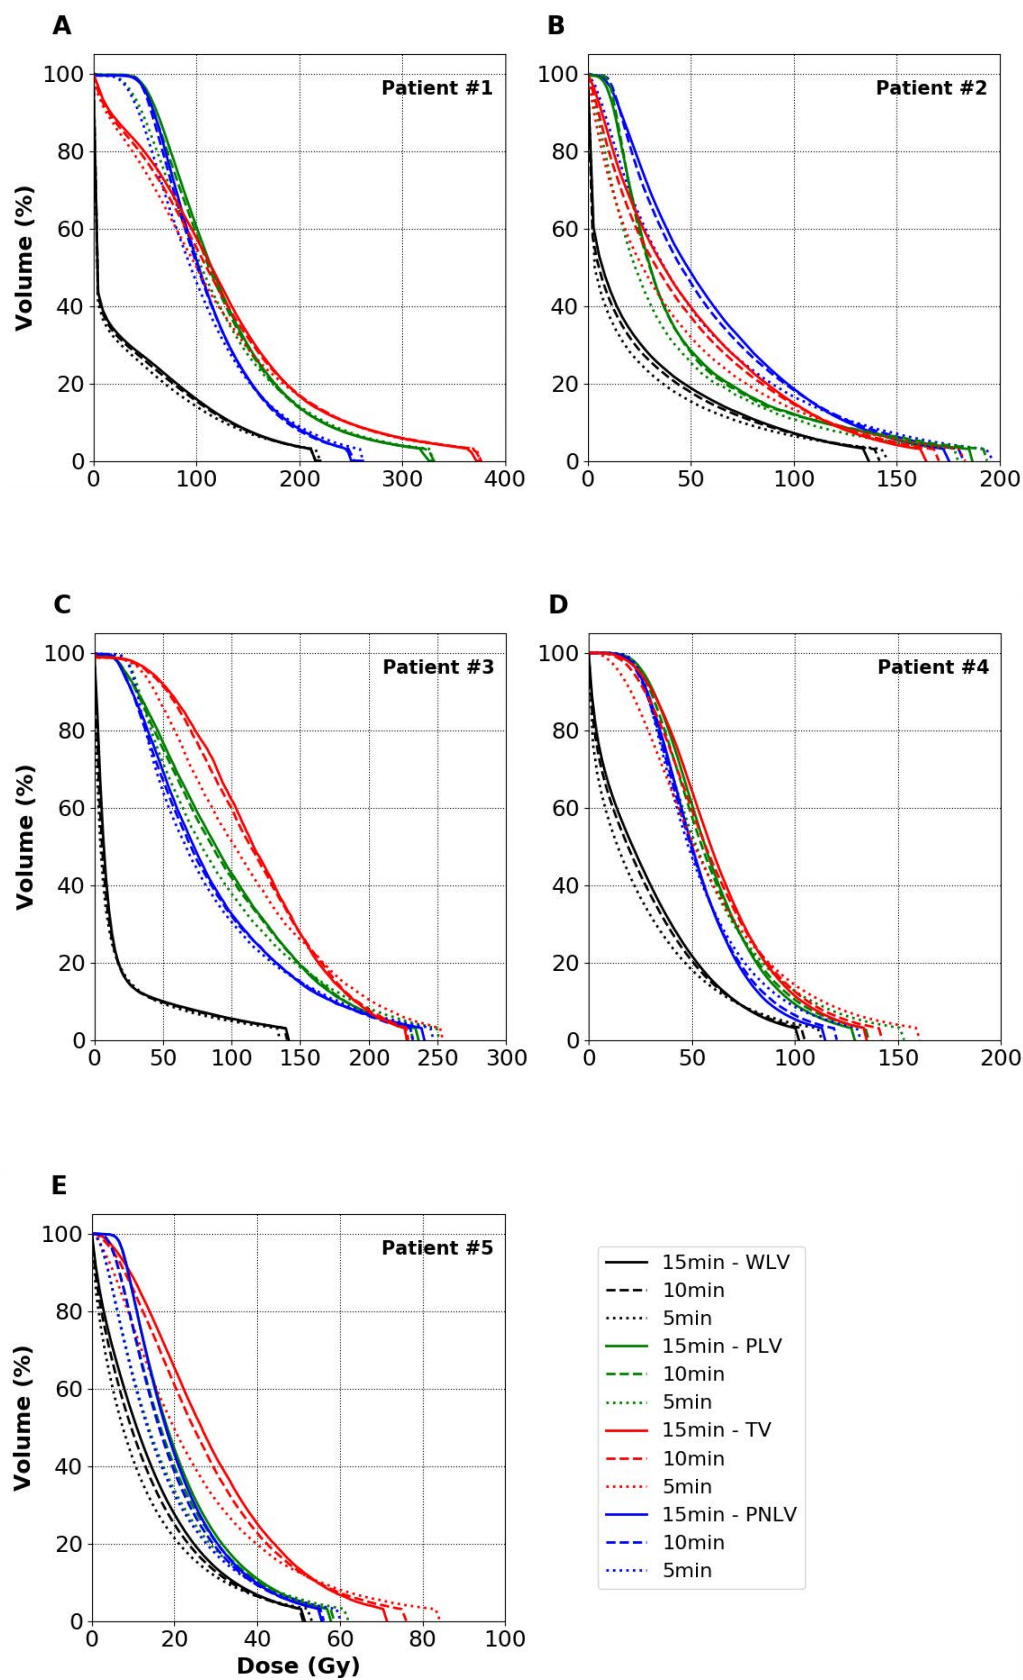 A
B
Patient #1
Patient #2
Volume (%)
100
80
60
40
20
0
0 100 200 300 400
100
80
60
40
20
0
0 50 100 150 200
C
D
Patient #3
Patient #4
Volume (%)
100
80
60
40
20
0
0 50 100 150 200 250 300
100
80
60
40
20
0
0 50 100 150 200
E
Patient #5
Volume (%)
100
80
60
40
20
0
0 20 40 60 80 100
Dose (Gy)
15min - WLV
10min
5min
15min - PLV
10min
5min
15min - TV
10min
5min
15min - PNLV
10min
5min